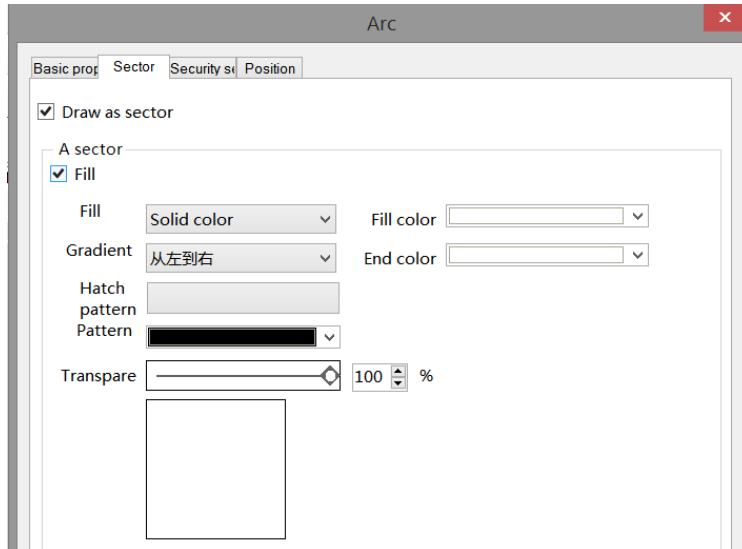 Arc
Basic prop Sector Security se Position
Draw as sector
A sector
Fill
Fill Solid color Fill color
Gradient 从左到右 End color
Hatch
pattern
Pattern
Transpare 100 %